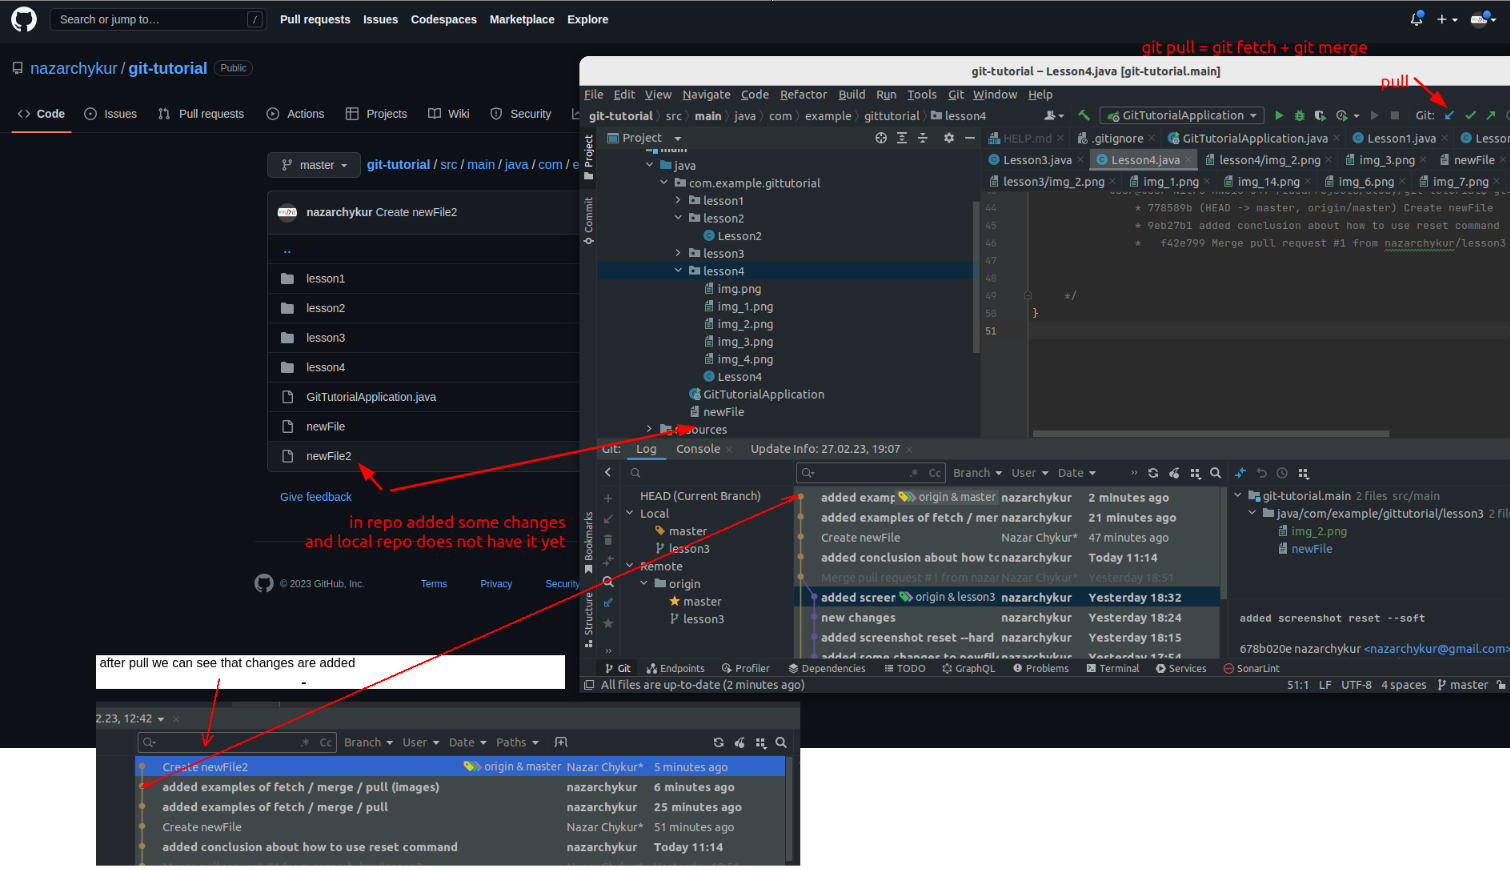 Search or jump to…
/
Pull requests Issues Codespaces Marketplace Explore
git pull = git fetch + git merge
nazarchykur / git-tutorial Public
git-tutorial – Lesson4.java [git-tutorial.main]
pull
File Edit View Navigate Code Refactor Build Run Tools Git Window Help
Code Issues Pull requests Actions Projects Wiki Security
git-tutorial src main java com example gittutorial lesson4
GitTutorialApplication
Git:
Project
HELP.md .gitignore GitTutorialApplication.java Lesson1.java Lesson
Lesson3.java Lesson4.java lesson4/img_2.png img_3.png newFile
lesson3/img_2.png img_1.png img_14.png img_6.png img_7.png
master
git-tutorial / src / main / java / com / e
nazarchykur Create newFile2
..
lesson1
lesson2
lesson3
lesson4
GitTutorialApplication.java
newFile
newFile2
Give feedback
in repo added some changes
and local repo does not have it yet
© 2023 GitHub, Inc.
Terms
Privacy
Security
Project
Commit
Bookmarks
Structure
main
java
com.example.gittutorial
lesson1
lesson2
Lesson2
lesson3
lesson4
img.png
img_1.png
img_2.png
img_3.png
img_4.png
Lesson4
GitTutorialApplication
newFile
44 * 778589b (HEAD -> master, origin/master) Create newFile
45 * 9eb27b1 added conclusion about how to use reset command
46 * f42e799 Merge pull request #1 from nazarchykur/lesson3
47
48
49 */
50 }
51
Git: Log Console Update Info: 27.02.23, 19:07
Cc Branch User Date
HEAD (Current Branch)
Local
master
lesson3
Remote
origin
master
lesson3
added examp origin & master nazarchykur 2 minutes ago
added examples of fetch / mer nazarchykur 21 minutes ago
Create newFile Nazar Chykur* 47 minutes ago
added conclusion about how to nazarchykur Today 11:14
Merge pull request #1 from nazar Nazar Chykur* Yesterday 18:51
added screer origin & lesson3 nazarchykur Yesterday 18:32
new changes nazarchykur Yesterday 18:24
added screenshot reset --hard nazarchykur Yesterday 18:15
added some changes to newfil nazarchykur Yesterday 17:54
git-tutorial.main 2 files src/main
java/com/example/gittutorial/lesson3 2 file
img_2.png
newFile
added screenshot reset --soft
678b020e nazarchykur <nazarchykur@gmail.com>
Git Endpoints Profiler Dependencies TODO GraphQL Problems Terminal Services SonarLint
All files are up-to-date (2 minutes ago)
51:1 LF UTF-8 4 spaces master
after pull we can see that changes are added
-
2.23, 12:42
Cc Branch User Date Paths
Create newFile2 origin & master Nazar Chykur* 5 minutes ago
added examples of fetch / merge / pull (images) nazarchykur 6 minutes ago
added examples of fetch / merge / pull nazarchykur 25 minutes ago
Create newFile Nazar Chykur* 51 minutes ago
added conclusion about how to use reset command nazarchykur Today 11:14